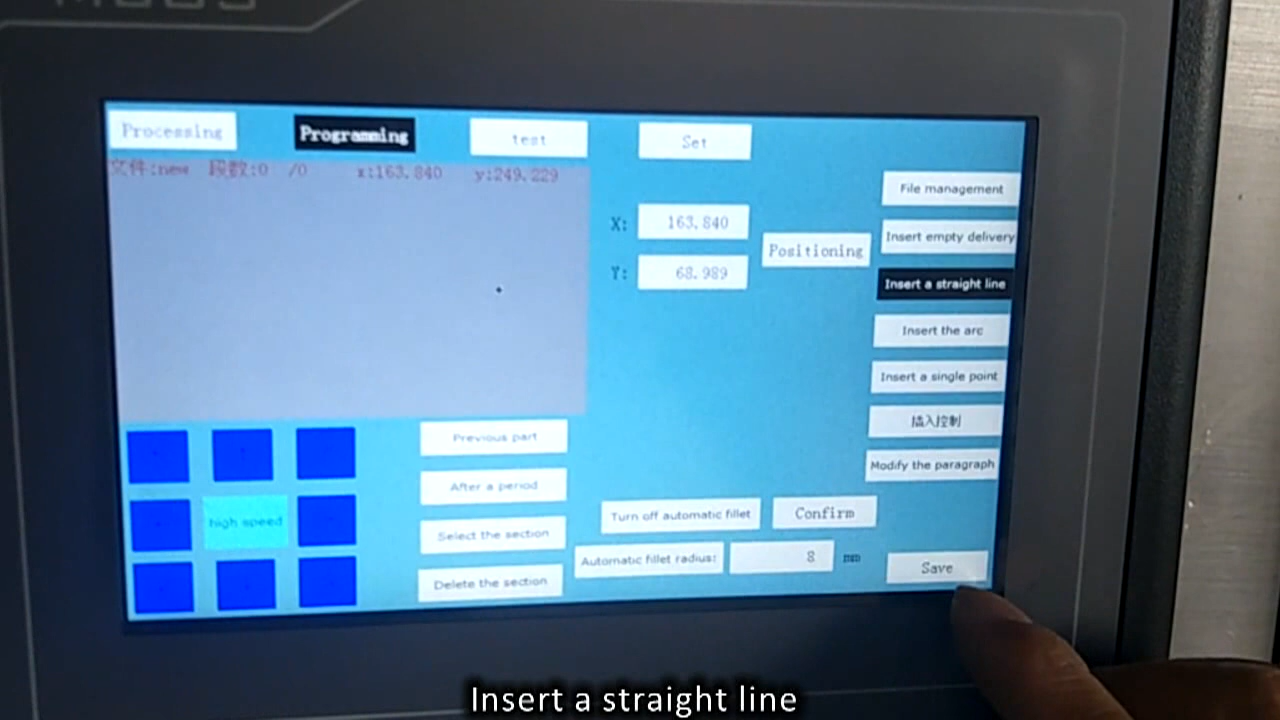 Processing
Programming
test
Set
文件:new 段数:0 /0 x:163.840 y:249.229
File management
X: 163.840
Insert empty delivery
Positioning
Y: 68.989
Insert a straight line
Insert the arc
Insert a single point
插入控制
Previous part
Modify the paragraph
After a period
high speed
Turn off automatic fillet
Confirm
Select the section
Automatic fillet radius: 8 mm
Save
Delete the section
Insert a straight line